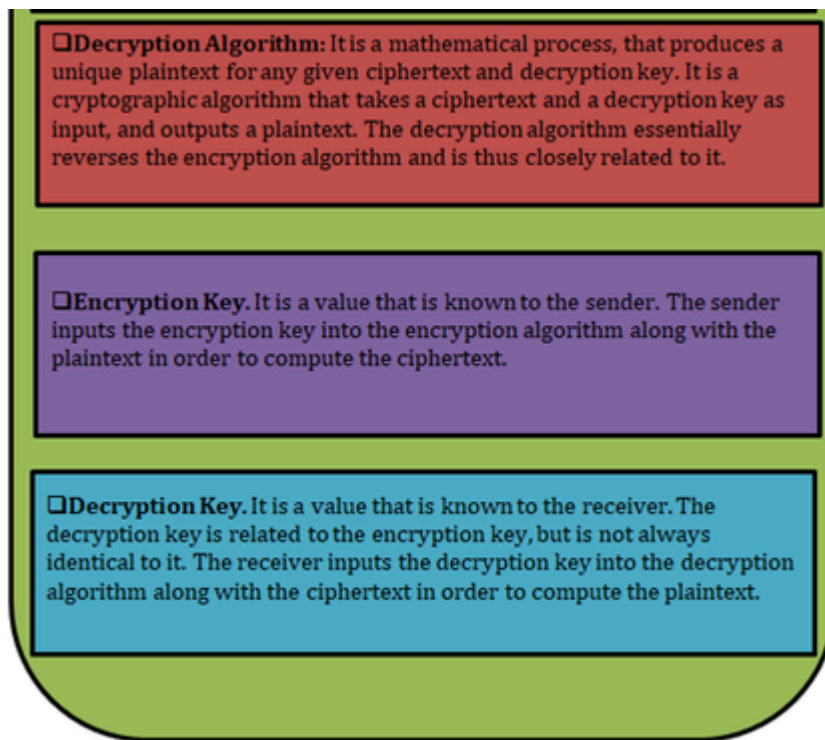 ❑Decryption Algorithm: It is a mathematical process, that produces a
unique plaintext for any given ciphertext and decryption key. It is a
cryptographic algorithm that takes a ciphertext and a decryption key as
input, and outputs a plaintext. The decryption algorithm essentially
reverses the encryption algorithm and is thus closely related to it.
❑Encryption Key. It is a value that is known to the sender. The sender
inputs the encryption key into the encryption algorithm along with the
plaintext in order to compute the ciphertext.
❑Decryption Key. It is a value that is known to the receiver. The
decryption key is related to the encryption key, but is not always
identical to it. The receiver inputs the decryption key into the decryption
algorithm along with the ciphertext in order to compute the plaintext.